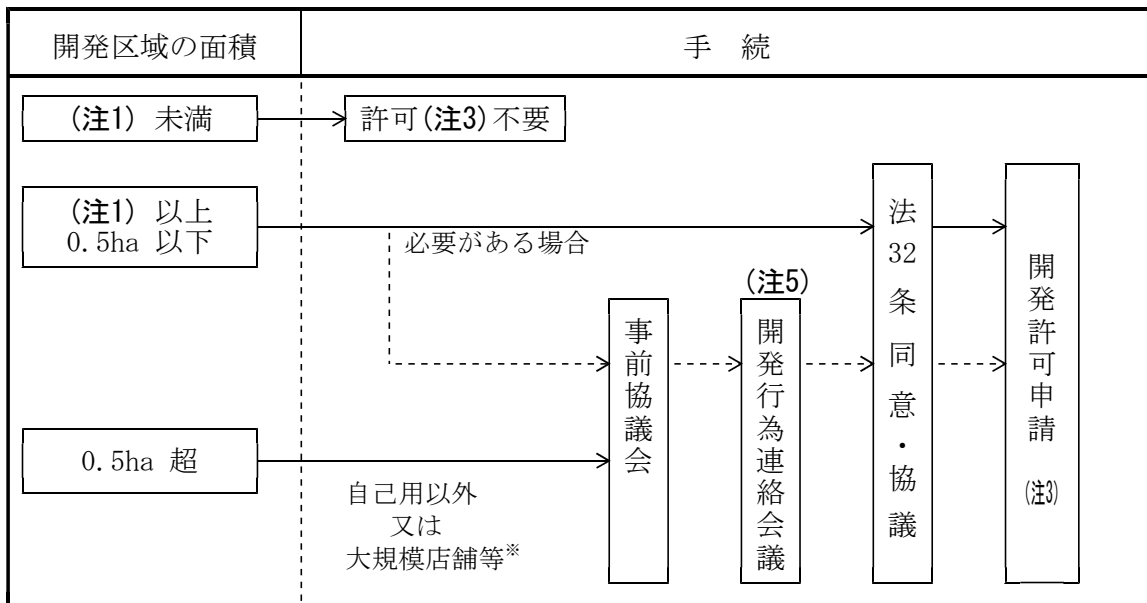 開発区域の面積
手 続
(注1) 未満
許可(注3)不要
(注1) 以上
0.5ha 以下
必要がある場合
(注5)
事前協議会
開発行為連絡会議
法32条同意・協議
開発許可申請 (注3)
0.5ha 超
自己用以外
又は
大規模店舗等※